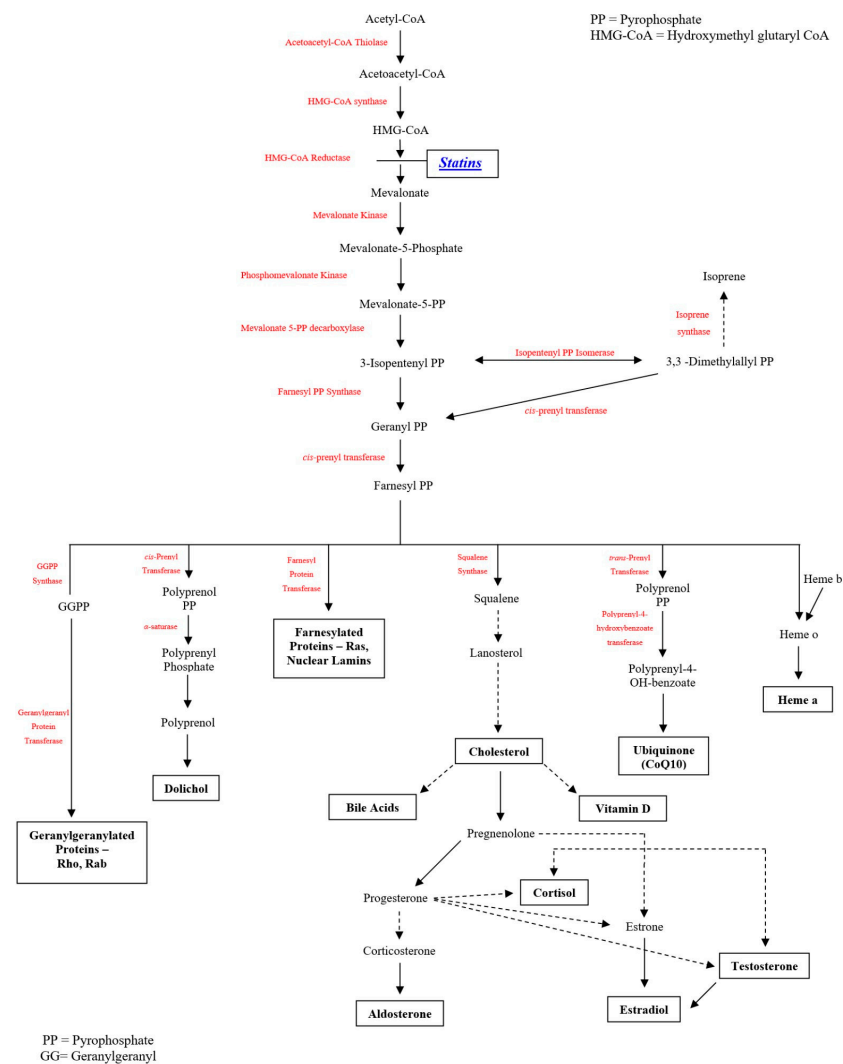 Acetyl-CoA
PP = Pyrophosphate
HMG-CoA = Hydroxymethyl glutaryl CoA
Acetoacetyl-CoA Thiolase
Acetoacetyl-CoA
HMG-CoA synthase
HMG-CoA
HMG-CoA Reductase
Statins
Mevalonate
Mevalonate Kinase
Mevalonate-5-Phosphate
Phosphomevalonate Kinase
Mevalonate-5-PP
Mevalonate 5-PP decarboxylase
3-Isopentenyl PP
Isopentenyl PP Isomerase
3,3 -Dimethylallyl PP
Isoprene
synthase
Isoprene
Farnesyl PP Synthase
cis-prenyl transferase
Geranyl PP
cis-prenyl transferase
Farnesyl PP
GGPP
Synthase
GGPP
Geranylgeranyl
Protein
Transferase
Geranylgeranylated
Proteins –
Rho, Rab
cis-Prenyl
Transferase
Polyprenol
PP
α-saturase
Polyprenyl
Phosphate
Polyprenol
Dolichol
Farnesyl
Protein
Transferase
Farnesylated
Proteins – Ras,
Nuclear Lamins
Squalene
Synthase
Squalene
Lanosterol
Cholesterol
Bile Acids
Vitamin D
Pregnenolone
Progesterone
Cortisol
Estrone
Corticosterone
Testosterone
Aldosterone
Estradiol
trans-Prenyl
Transferase
Polyprenol
PP
Polyprenyl-4-
hydroxybenzoate
transferase
Polyprenyl-4-
OH-benzoate
Ubiquinone
(CoQ10)
Heme b
Heme o
Heme a
PP = Pyrophosphate
GG= Geranylgeranyl